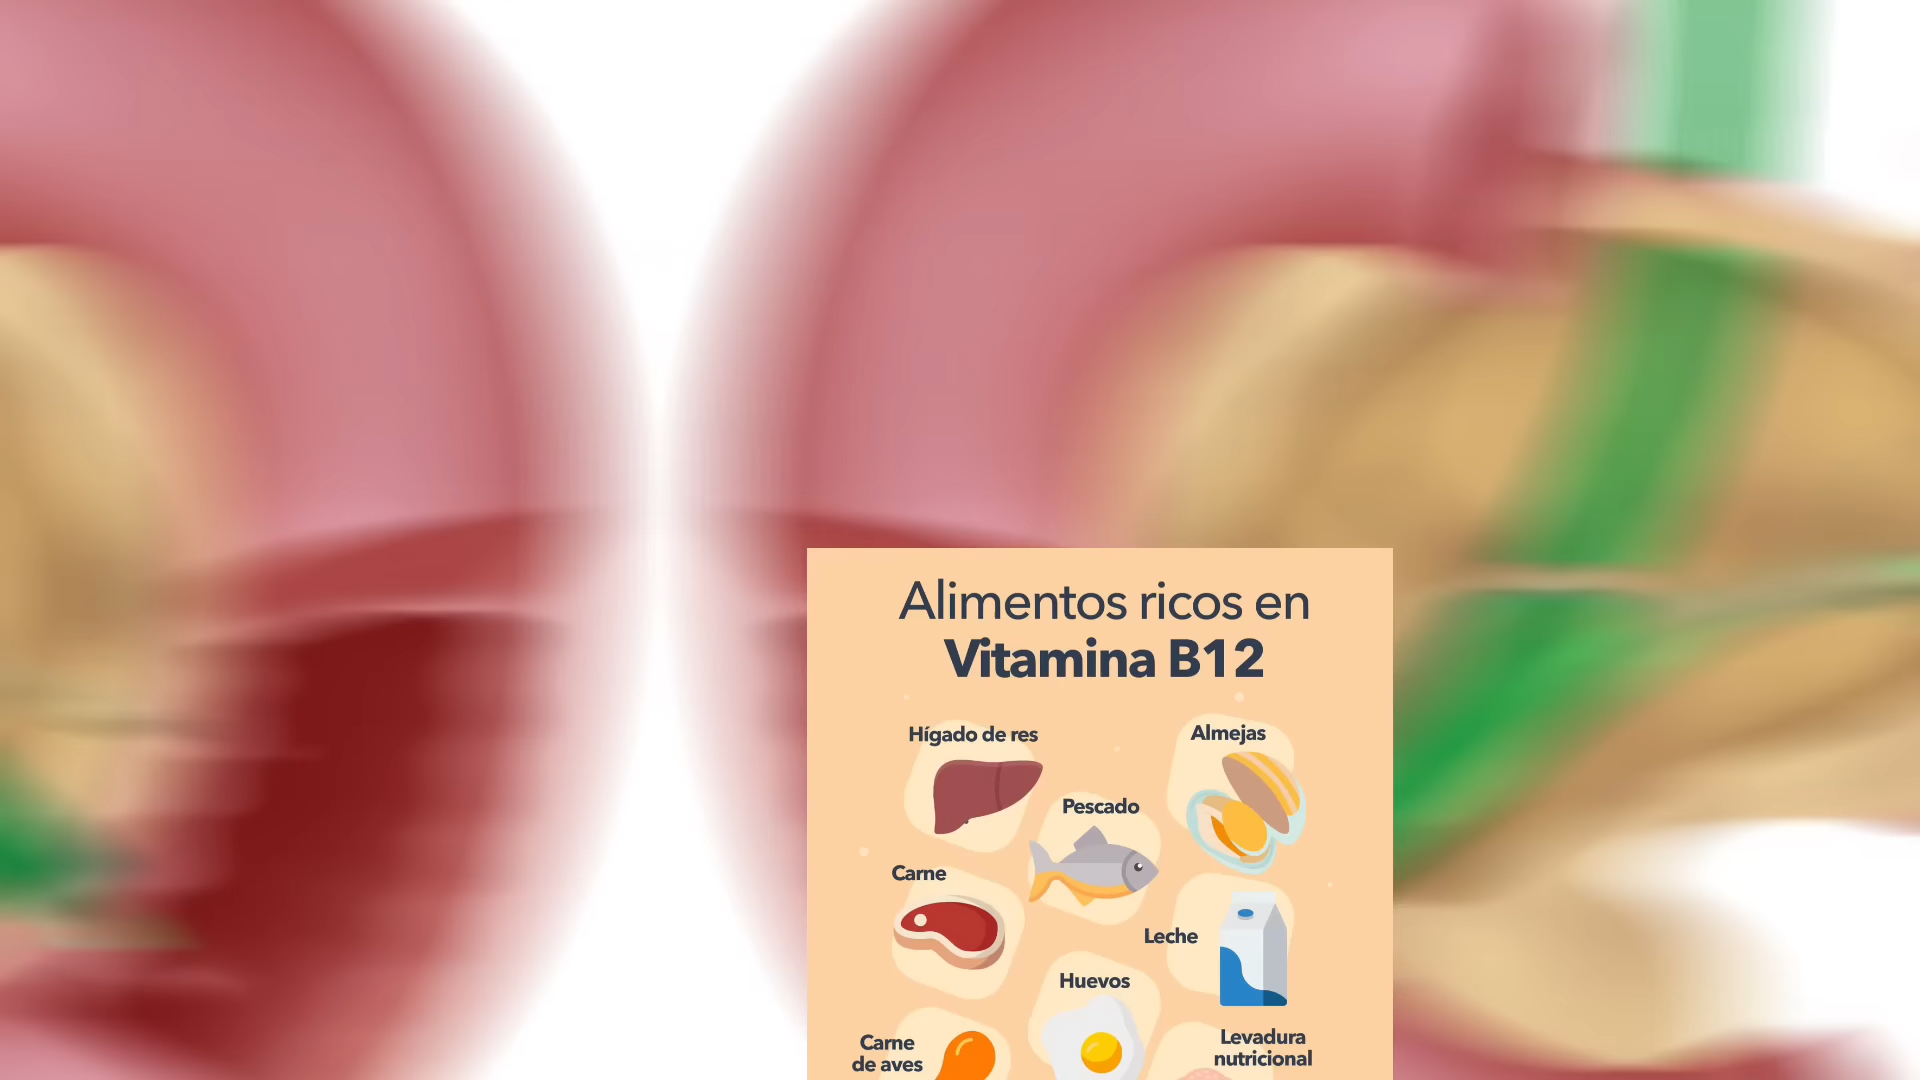 Alimentos ricos en
Vitamina B12
Hígado de res
Almejas
Pescado
Carne
Leche
Huevos
Carne
de aves
Levadura
nutricional